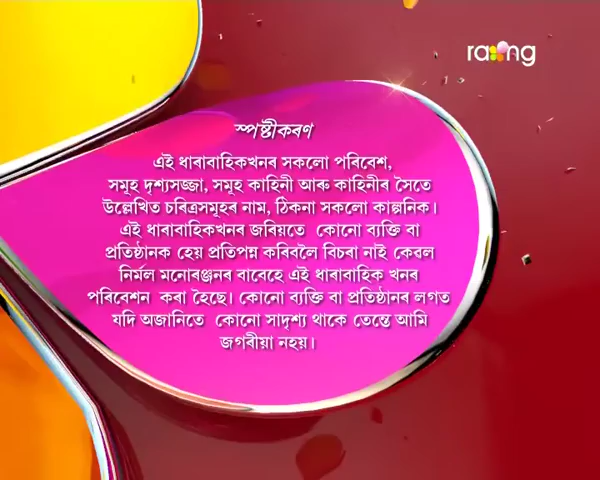 rang
স্পষ্টীকৰণ
এই ধাৰাবাহিকখনৰ সকলো পৰিবেশ,
সমূহ দৃশ্যসজ্জা, সমূহ কাহিনী আৰু কাহিনীৰ সৈতে
উল্লেখিত চৰিত্ৰসমূহৰ নাম, ঠিকনা সকলো কাল্পনিক।
এই ধাৰাবাহিকখনৰ জৰিয়তে কোনো ব্যক্তি বা
প্ৰতিষ্ঠানক হেয় প্ৰতিপন্ন কৰিবলৈ বিচৰা নাই কেৱল
নিৰ্মল মনোৰঞ্জনৰ বাবেহে এই ধাৰাবাহিক খনৰ
পৰিবেশন কৰা হৈছে। কোনো ব্যক্তি বা প্ৰতিষ্ঠানৰ লগত
যদি অজানিতে কোনো সাদৃশ্য থাকে তেন্তে আমি
জগৰীয়া নহয়।